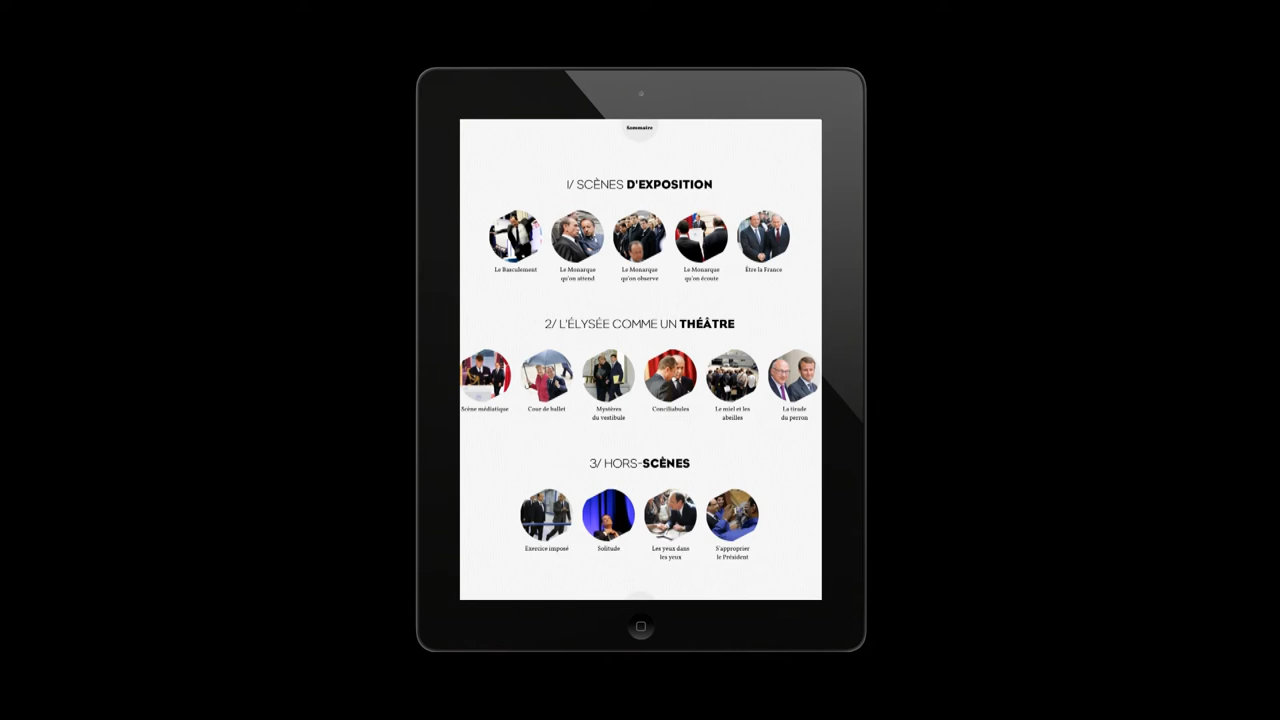 Sommaire
1/ SCÈNES D'EXPOSITION
Le Basculement
Le Monarque
qu'on attend
Le Monarque
qu'on observe
Le Monarque
qu'on écoute
Être la France
2/ L'ÉLYSÉE COMME UN THÉÂTRE
Scène médiatique
Cour de ballet
Mystères
du vestibule
Conciliabules
Le miel et les
abeilles
La tirade
du perron
3/ HORS-SCÈNES
Exercice imposé
Solitude
Les yeux dans
les yeux
S'approprier
le Président